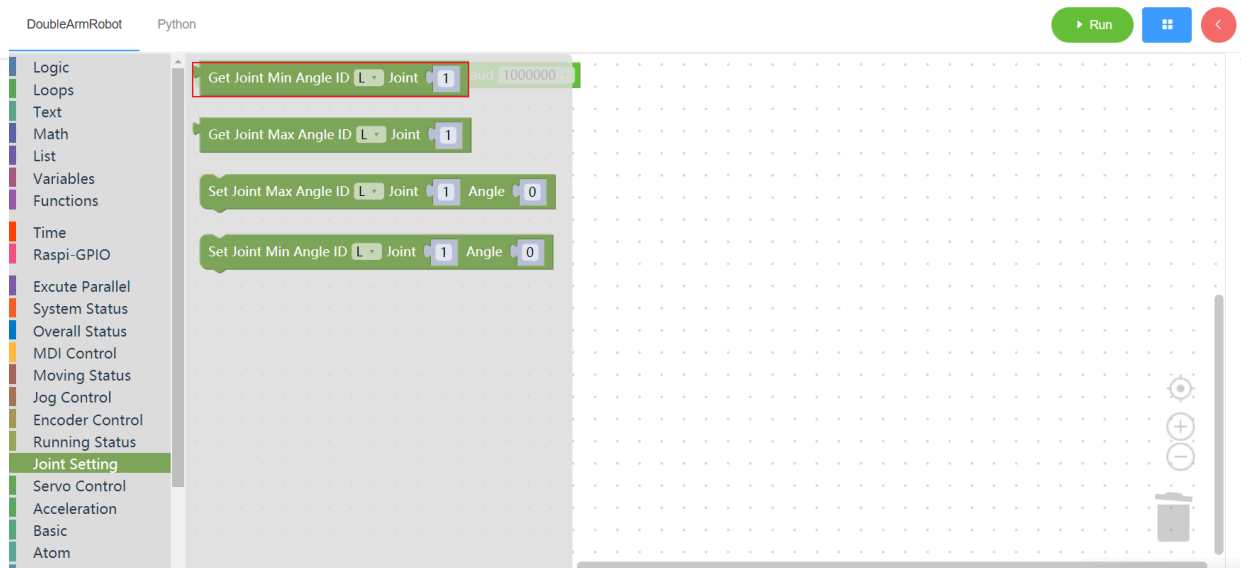 DoubleArmRobot Python Run
Logic
Loops
Text
Math
List
Variables
Functions
Time
Raspi-GPIO
Excute Parallel
System Status
Overall Status
MDI Control
Moving Status
Jog Control
Encoder Control
Running Status
Joint Setting
Servo Control
Acceleration
Basic
Atom
Get Joint Min Angle ID L Joint 1
aud 1000000
Get Joint Max Angle ID L Joint 1
Set Joint Max Angle ID L Joint 1 Angle 0
Set Joint Min Angle ID L Joint 1 Angle 0